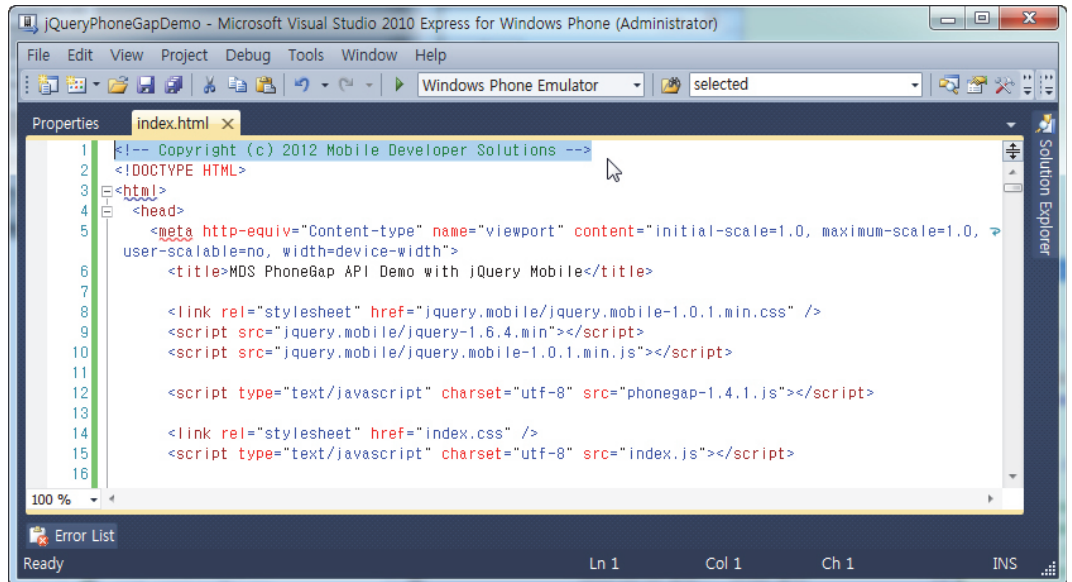 jQueryPhoneGapDemo - Microsoft Visual Studio 2010 Express for Windows Phone (Administrator)
File Edit View Project Debug Tools Window Help
Windows Phone Emulator selected
Properties index.html
1 <!-- Copyright (c) 2012 Mobile Developer Solutions -->
2 <!DOCTYPE HTML>
3 <html>
4 <head>
5 <meta http-equiv="Content-type" name="viewport" content="initial-scale=1.0, maximum-scale=1.0,
user-scalable=no, width=device-width">
6 <title>MDS PhoneGap API Demo with jQuery Mobile</title>
7
8 <link rel="stylesheet" href="jquery.mobile/jquery.mobile-1.0.1.min.css" />
9 <script src="jquery.mobile/jquery-1.6.4.min"></script>
10 <script src="jquery.mobile/jquery.mobile-1.0.1.min.js"></script>
11
12 <script type="text/javascript" charset="utf-8" src="phonegap-1.4.1.js"></script>
13
14 <link rel="stylesheet" href="index.css" />
15 <script type="text/javascript" charset="utf-8" src="index.js"></script>
16
Solution Explorer
100 %
Error List
Ready Ln 1 Col 1 Ch 1 INS